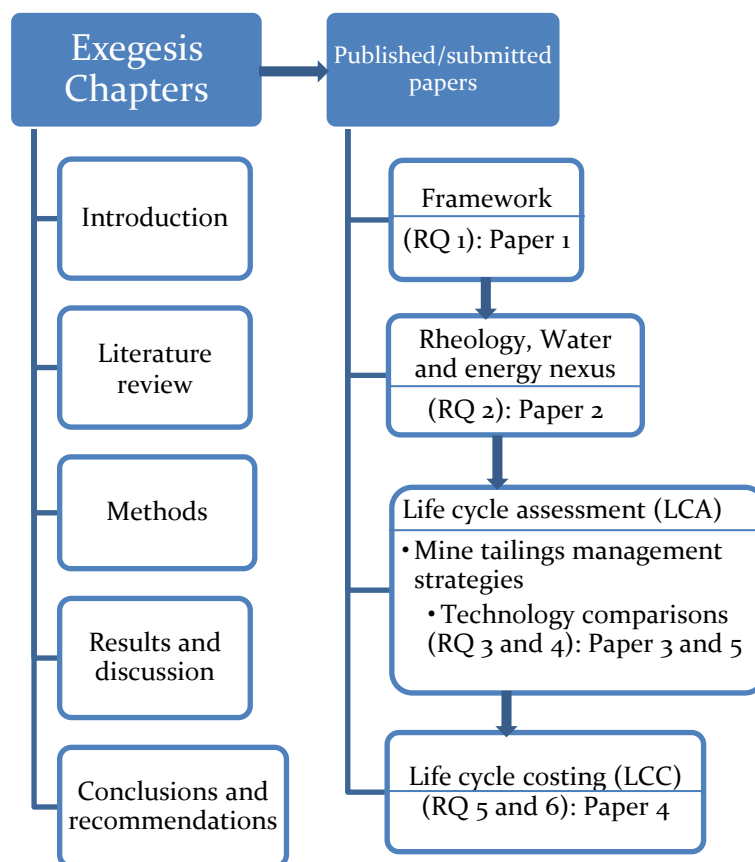 Exegesis
Chapters
Published/submitted
papers
Introduction
Literature
review
Methods
Results and
discussion
Conclusions and
recommendations
Framework
(RQ 1): Paper 1
Rheology, Water
and energy nexus
(RQ 2): Paper 2
Life cycle assessment (LCA)
• Mine tailings management
strategies
• Technology comparisons
(RQ 3 and 4): Paper 3 and 5
Life cycle costing (LCC)
(RQ 5 and 6): Paper 4